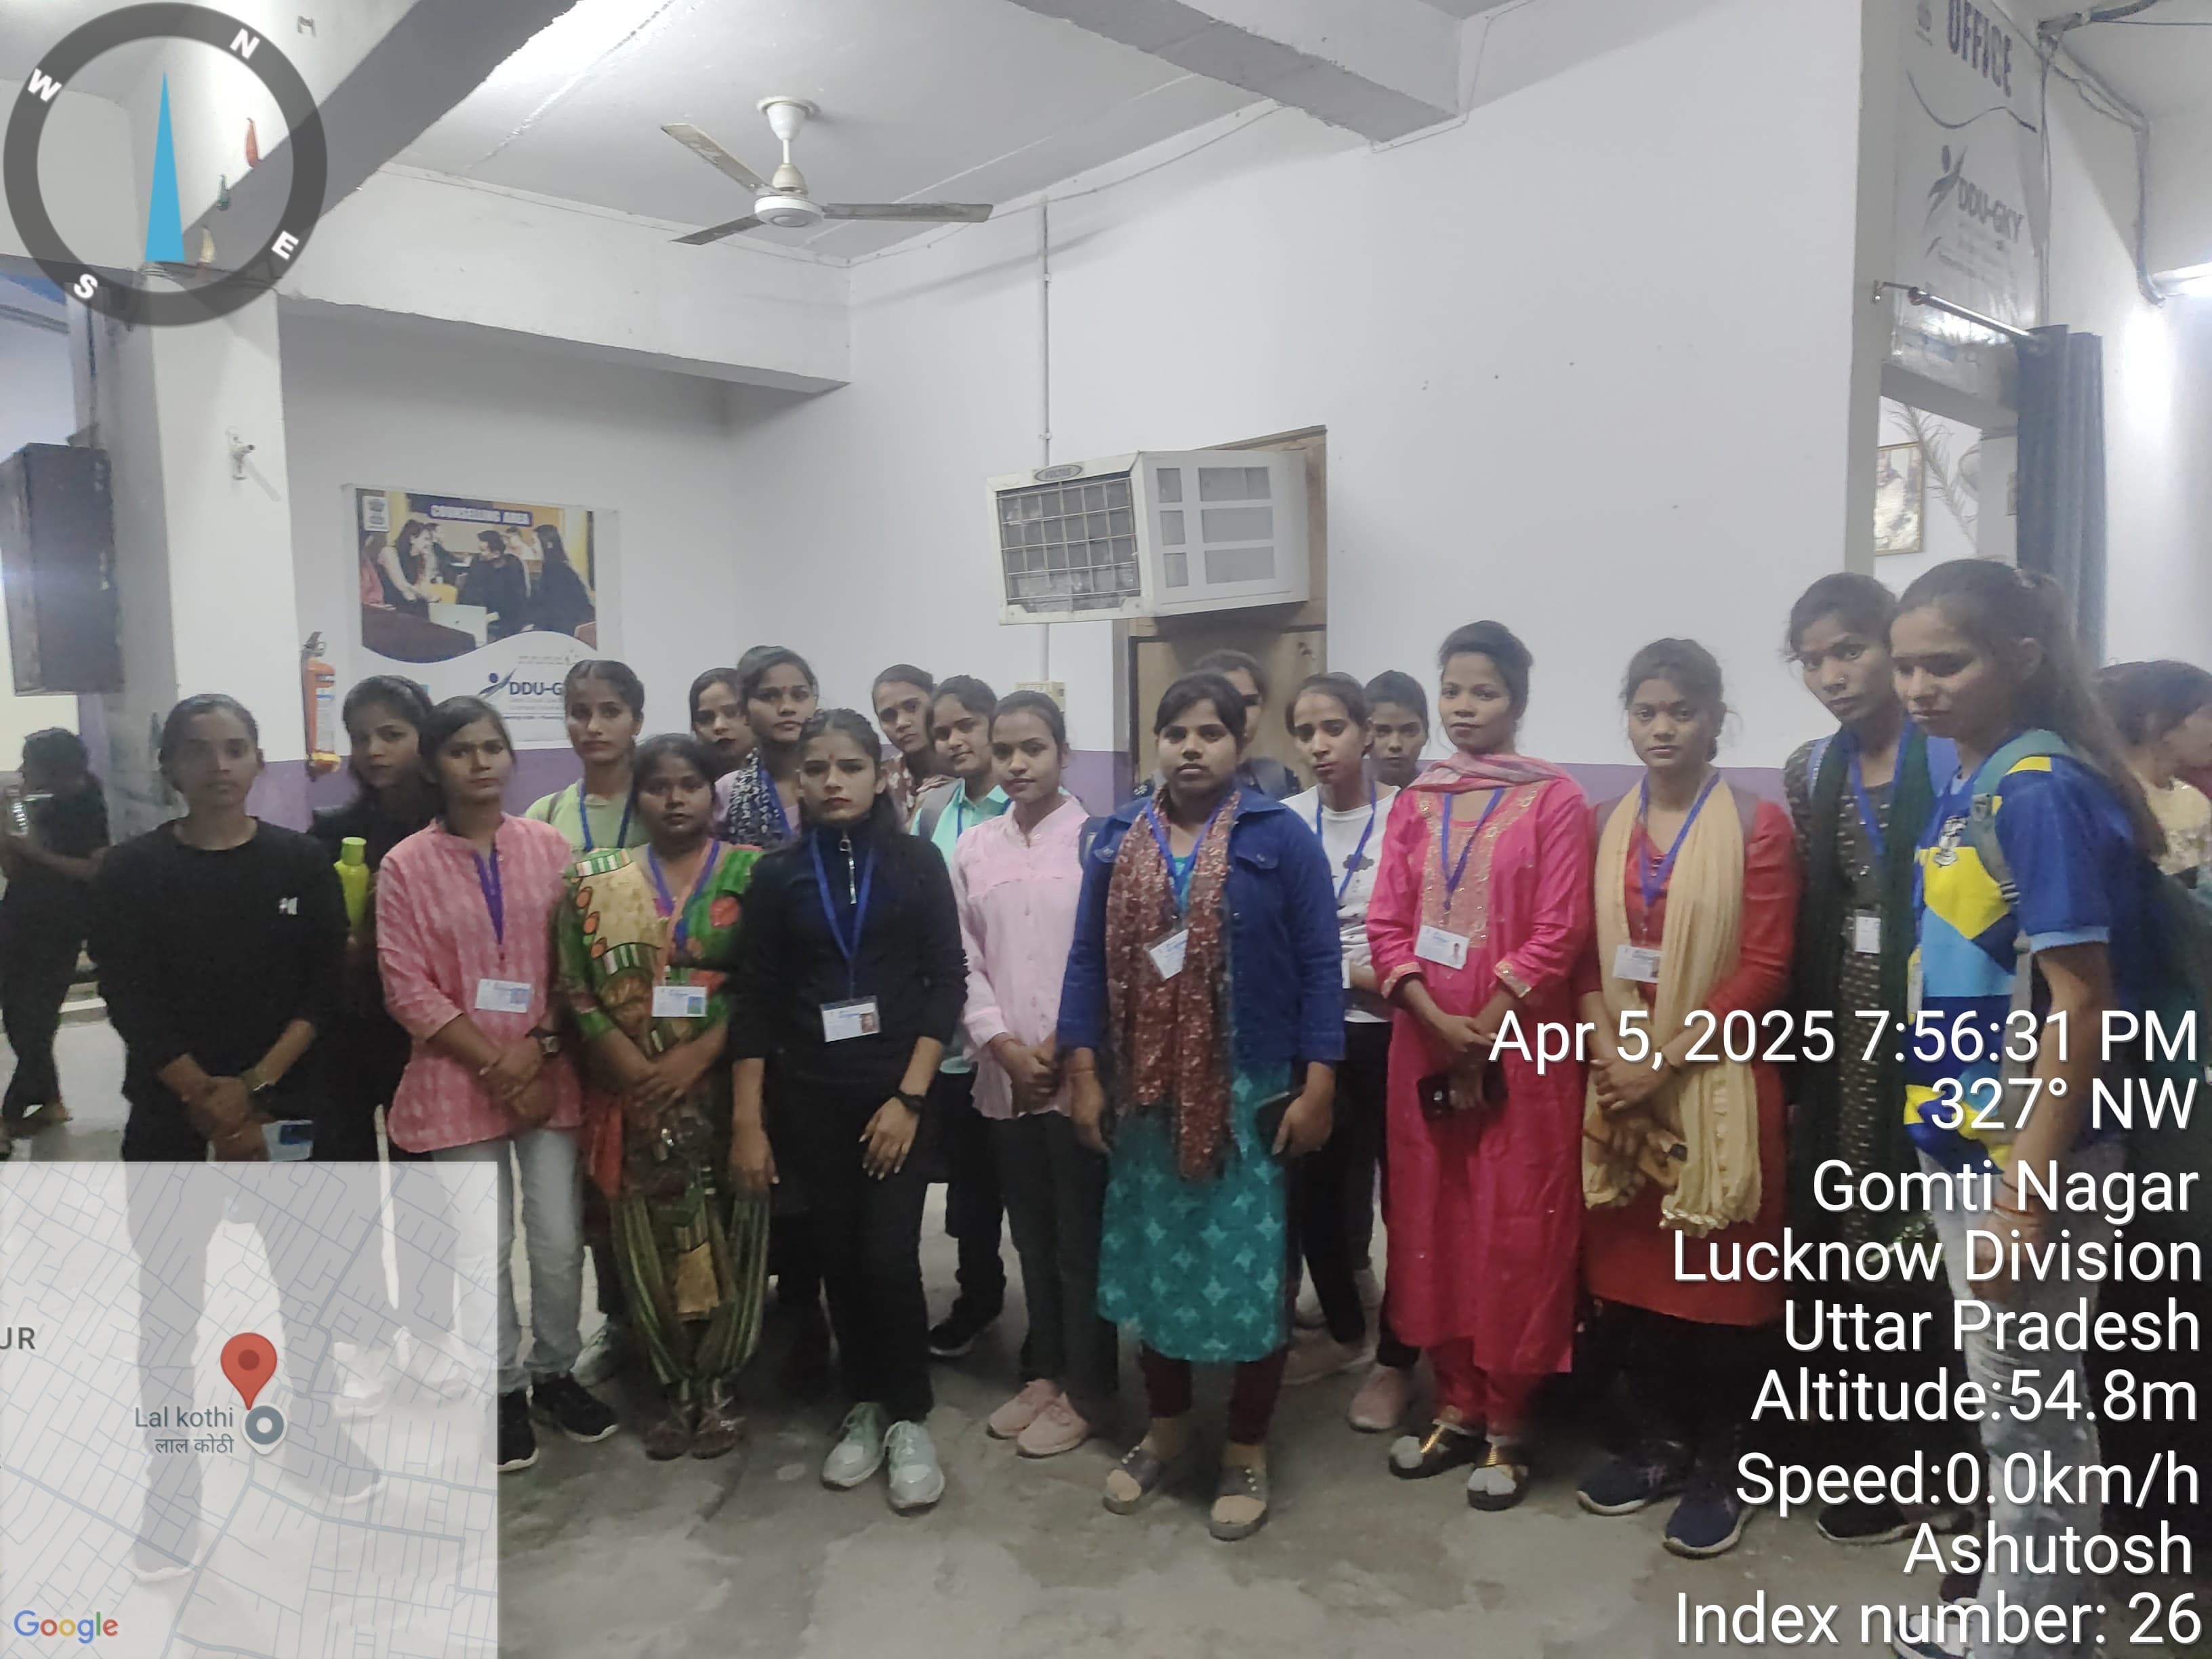 N
W
E
S
OFFICE
DDU-GKY
COUNSELLING AREA
DDU-G
Apr 5, 2025 7:56:31 PM
327° NW
Gomti Nagar
Lucknow Division
Uttar Pradesh
Altitude:54.8m
Speed:0.0km/h
Ashutosh
Index number: 26
UR
Lal kothi
लाल कोठी
Google